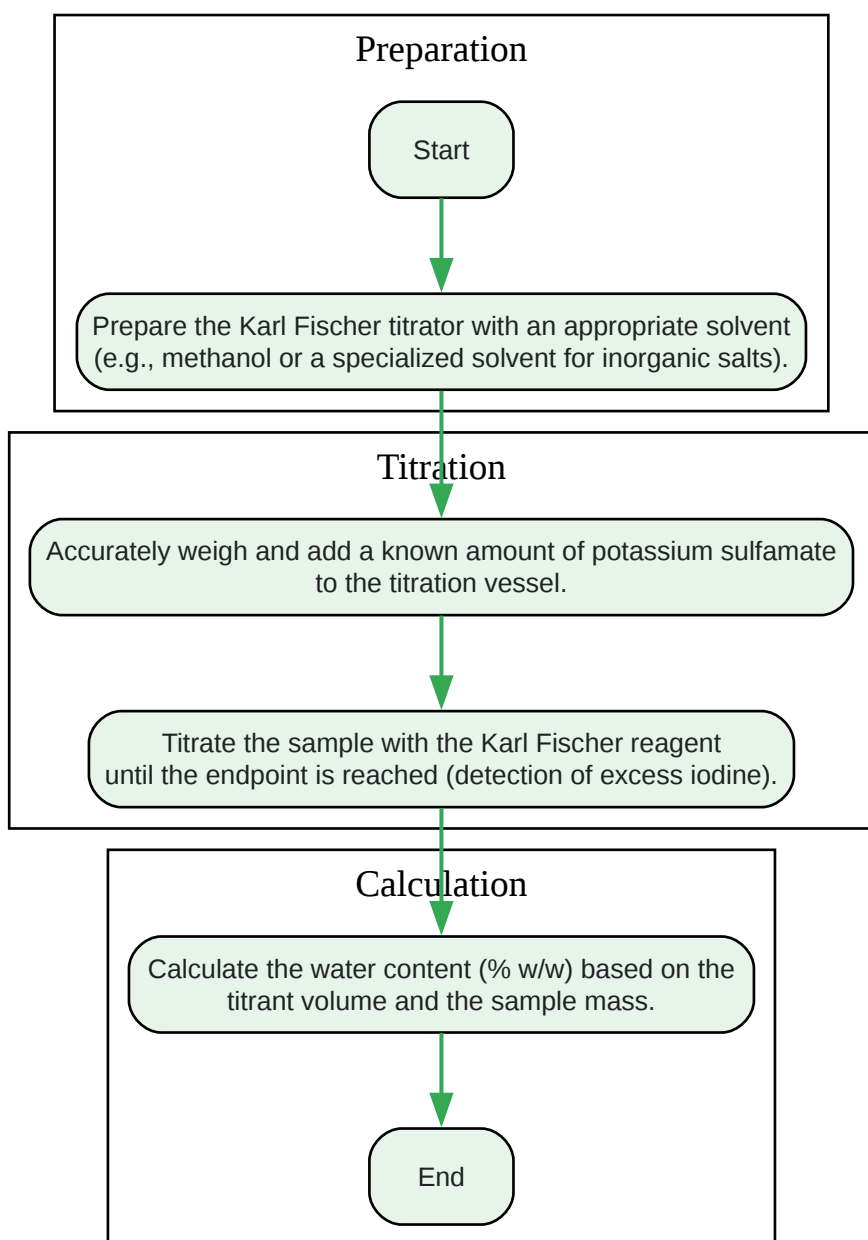 Preparation
Start
Prepare the Karl Fischer titrator with an appropriate solvent
(e.g., methanol or a specialized solvent for inorganic salts).
Titration
Accurately weigh and add a known amount of potassium sulfamate
to the titration vessel.
Titrate the sample with the Karl Fischer reagent
until the endpoint is reached (detection of excess iodine).
Calculation
Calculate the water content (% w/w) based on the
titrant volume and the sample mass.
End